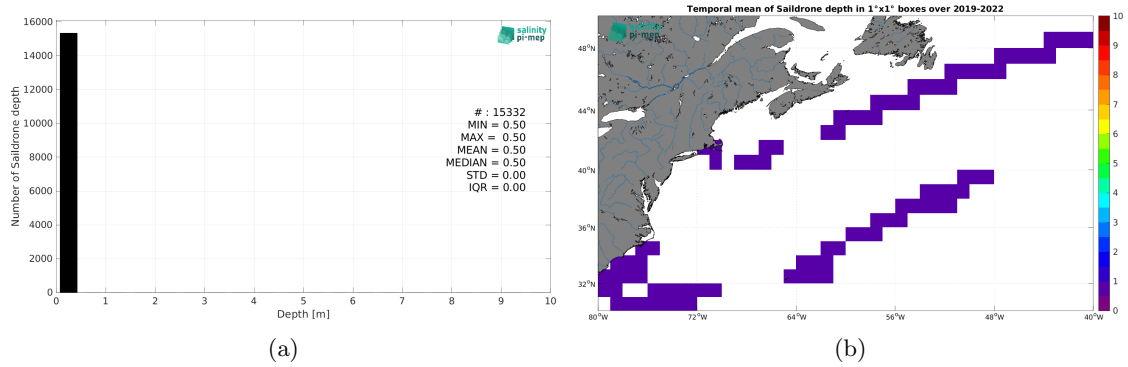 16000
14000
12000
10000
8000
6000
4000
2000
0
Number of Saildrone depth
salinity
pi-mep
# : 15332
MIN = 0.50
MAX = 0.50
MEAN = 0.50
MEDIAN = 0.50
STD = 0.00
IQR = 0.00
0 1 2 3 4 5 6 7 8 9 10
Depth [m]
(a)
Temporal mean of Saildrone depth in 1°x1° boxes over 2019-2022
salinity
pi-mep
48°N
44°N
40°N
36°N
32°N
80°W 72°W 64°W 56°W 48°W 40°W
10
9
8
7
6
5
4
3
2
1
0
(b)